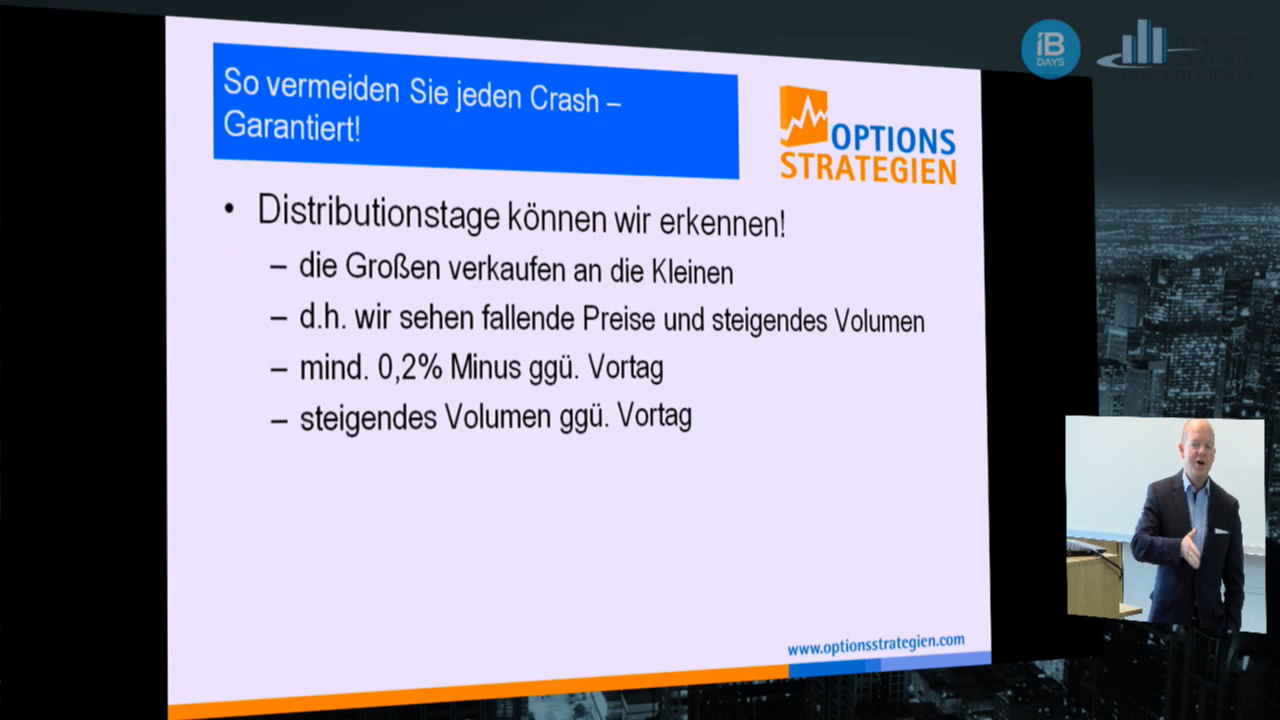 So vermeiden Sie jeden Crash –
Garantiert!
OPTIONS
STRATEGIEN
• Distributionstage können wir erkennen!
– die Großen verkaufen an die Kleinen
– d.h. wir sehen fallende Preise und steigendes Volumen
– mind. 0,2% Minus ggü. Vortag
– steigendes Volumen ggü. Vortag
www.optionsstrategien.com
iB
DAYS